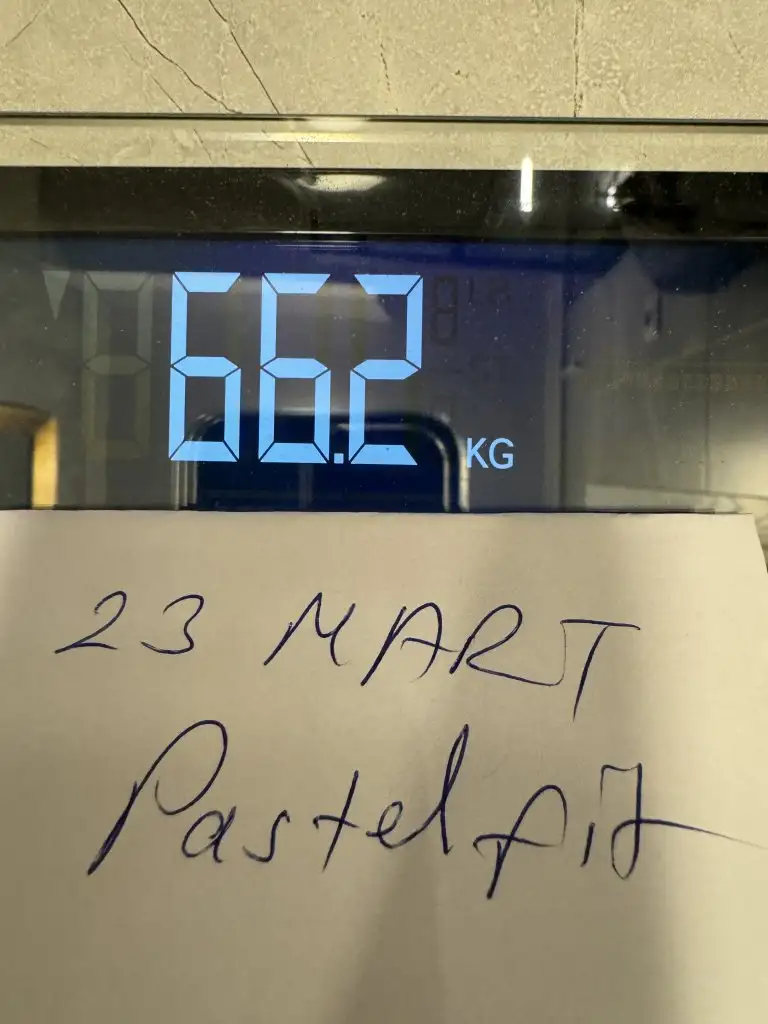 66.2 KG
23 MART
Pastelfit